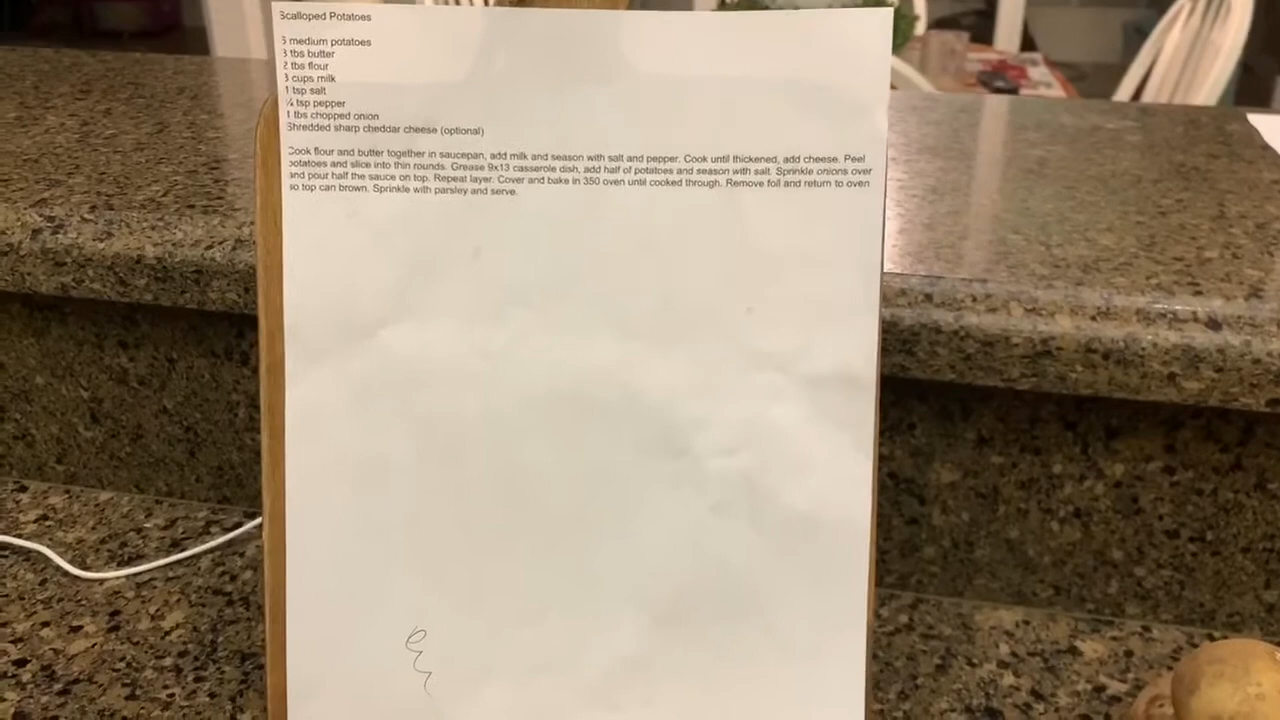 Scalloped Potatoes
medium potatoes
3 tbs butter
2 tbs flour
3 cups milk
1 tsp salt
¼ tsp pepper
1 tbs chopped onion
Shredded sharp cheddar cheese (optional)
Cook flour and butter together in saucepan, add milk and season with salt and pepper. Cook until thickened, add cheese. Peel
potatoes and slice into thin rounds. Grease 9x13 casserole dish, add half of potatoes and season with salt. Sprinkle onions over
and pour half the sauce on top. Repeat layer. Cover and bake in 350 oven until cooked through. Remove foil and return to oven
so top can brown. Sprinkle with parsley and serve.